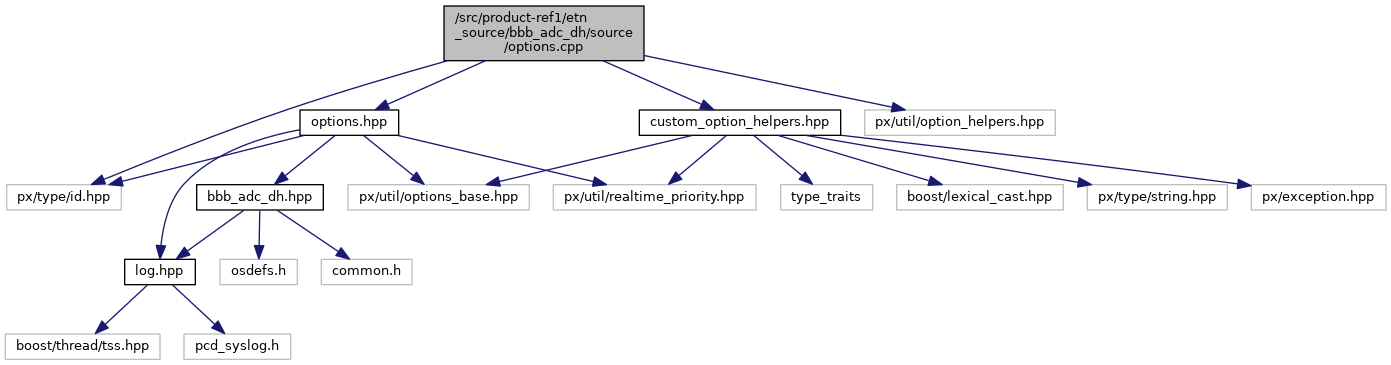 /src/product-ref1/etn
_source/bbb_adc_dh/source
/options.cpp
options.hpp
custom_option_helpers.hpp
px/util/option_helpers.hpp
px/type/id.hpp
bbb_adc_dh.hpp
px/util/options_base.hpp
px/util/realtime_priority.hpp
type_traits
boost/lexical_cast.hpp
px/type/string.hpp
px/exception.hpp
log.hpp
osdefs.h
common.h
boost/thread/tss.hpp
pcd_syslog.h